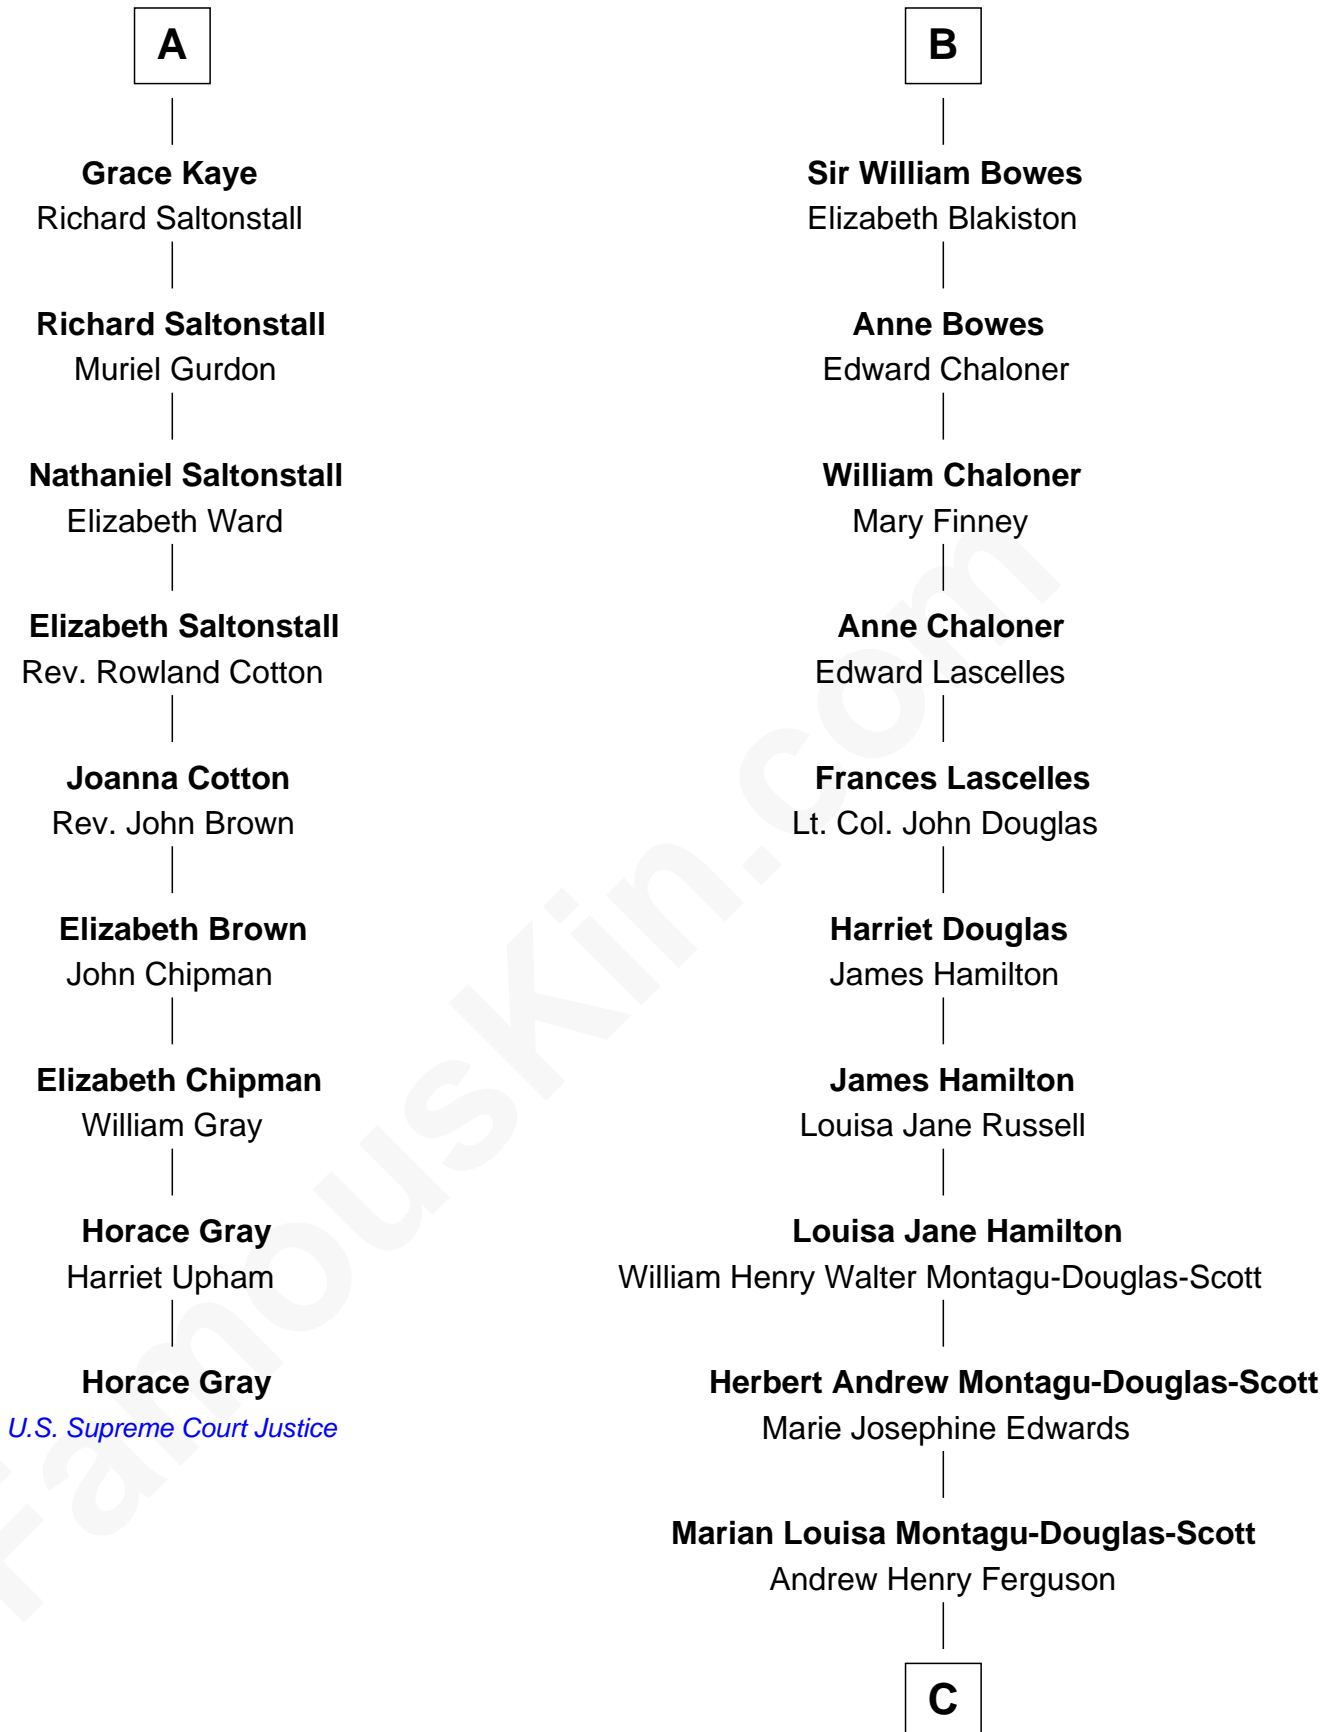 A
Grace Kaye
Richard Saltonstall
Richard Saltonstall
Muriel Gurdon
Nathaniel Saltonstall
Elizabeth Ward
Elizabeth Saltonstall
Rev. Rowland Cotton
Joanna Cotton
Rev. John Brown
Elizabeth Brown
John Chipman
Elizabeth Chipman
William Gray
Horace Gray
Harriet Upham
Horace Gray
U.S. Supreme Court Justice
B
Sir William Bowes
Elizabeth Blakiston
Anne Bowes
Edward Chaloner
William Chaloner
Mary Finney
Anne Chaloner
Edward Lascelles
Frances Lascelles
Lt. Col. John Douglas
Harriet Douglas
James Hamilton
James Hamilton
Louisa Jane Russell
Louisa Jane Hamilton
William Henry Walter Montagu-Douglas-Scott
Herbert Andrew Montagu-Douglas-Scott
Marie Josephine Edwards
Marian Louisa Montagu-Douglas-Scott
Andrew Henry Ferguson
C
FamousKin.com